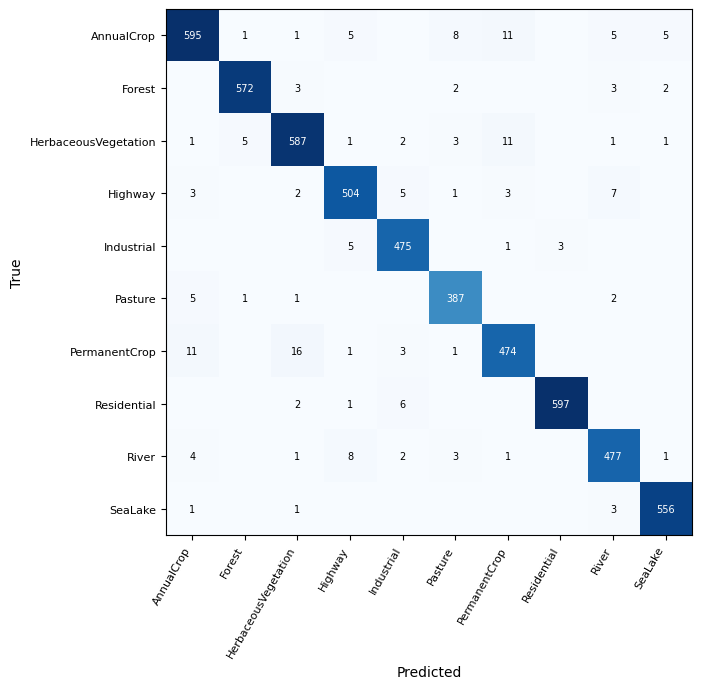 AnnualCrop 595 1 1 5 8 11 5 5
Forest 572 3 2 3 2
HerbaceousVegetation 1 5 587 1 2 3 11 1 1
Highway 3 2 504 5 1 3 7
Industrial 5 475 1 3
Pasture 5 1 1 387 2
PermanentCrop 11 16 1 3 1 474
Residential 2 1 6 597
River 4 1 8 2 3 1 477 1
SeaLake 1 1 3 556
True
AnnualCrop Forest HerbaceousVegetation Highway Industrial Pasture PermanentCrop Residential River SeaLake
Predicted